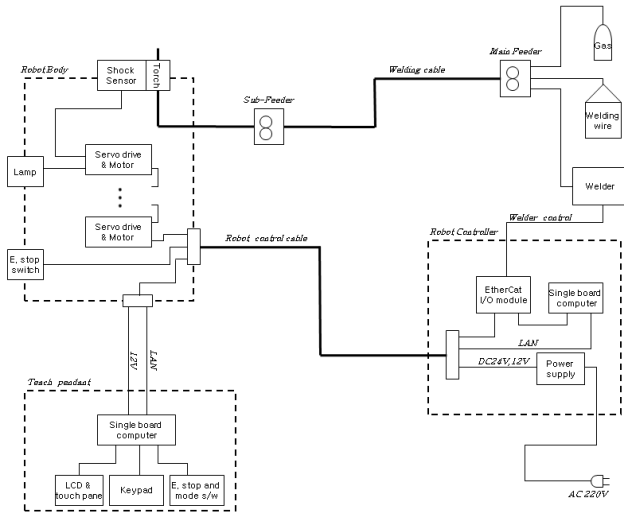 Main Feeder
Gas
Robot Body
Shock
Sensor
Torch
Welding cable
Sub-Feeder
Welding
wire
Servo drive
& Motor
Lamp
Welder
Servo drive
& Motor
Welder control
Robot Controller
Robot control cable
E, stop
switch
EtherCat
I/O module
Single board
computer
LAN
DC24V,12V
Power
supply
12V
LAN
Teach pendant
Single board
computer
LCD &
touch pane
Keypad
E, stop and
mode s/w
AC 220V